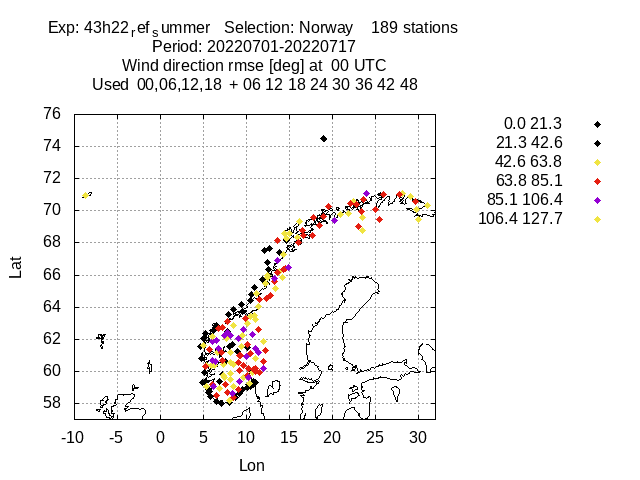 Exp: 43h22ref summer   Selection: Norway    189 stations
Period: 20220701-20220717
Wind direction rmse [deg] at  00 UTC
Used  00,06,12,18  + 06 12 18 24 30 36 42 48
0.0 21.3
21.3 42.6
42.6 63.8
63.8 85.1
85.1 106.4
106.4 127.7
Lat
76
74
72
70
68
66
64
62
60
58
-10 -5 0 5 10 15 20 25 30
Lon